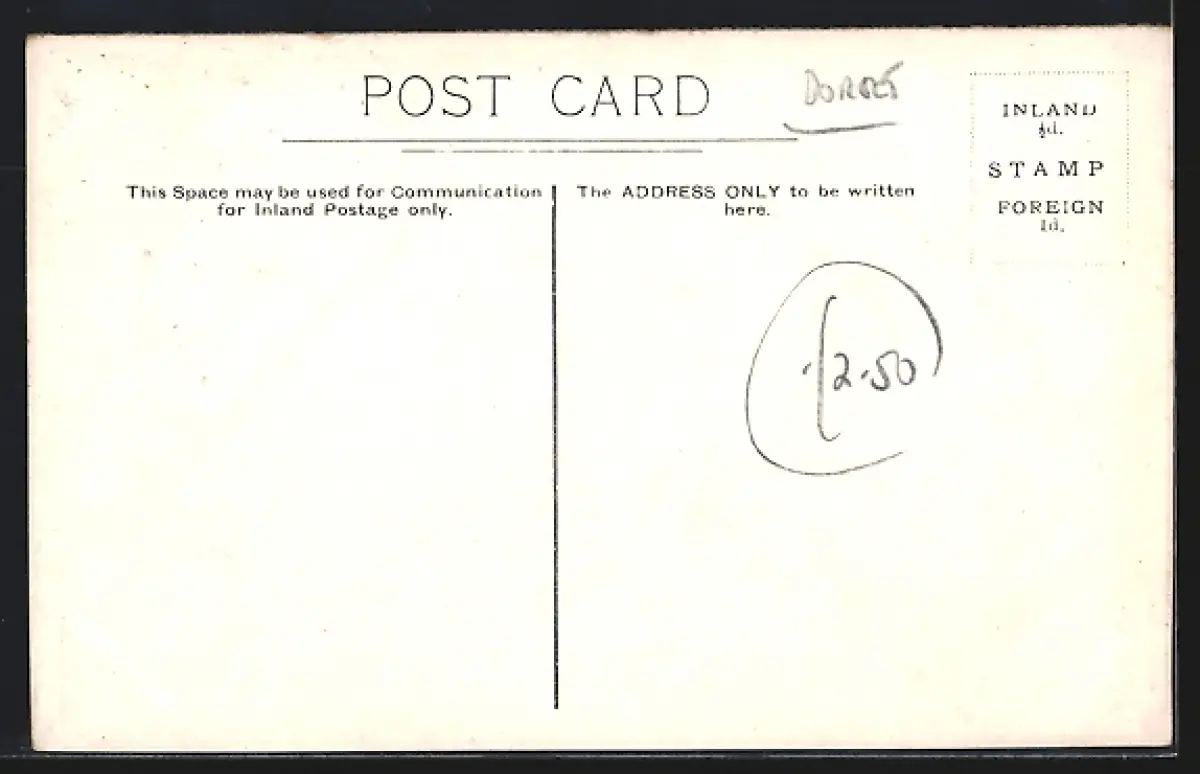 POST CARD
DORSET
INLAND
½d.
STAMP
FOREIGN
1d.
This Space may be used for Communication
for Inland Postage only.
The ADDRESS ONLY to be written
here.
£2.50